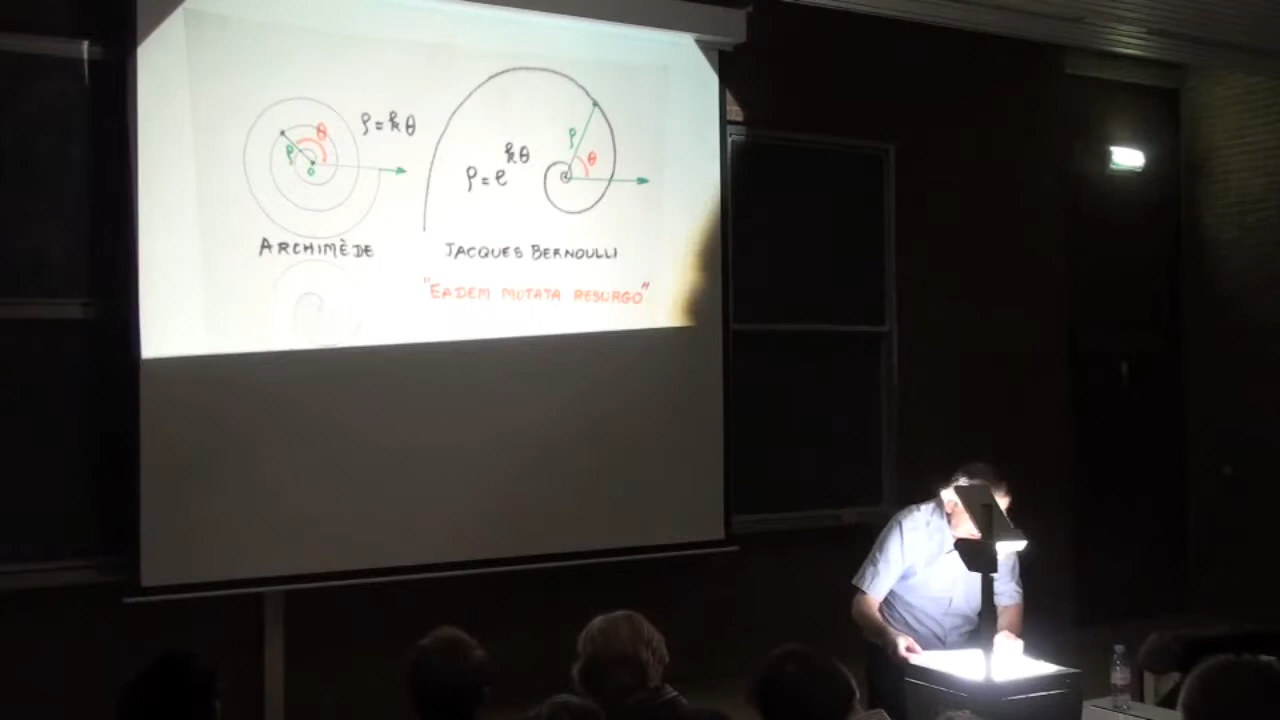 ρ = kθ
θ
ρ
o
ARCHIMÈDE
ρ = e^kθ
ρ
θ
JACQUES BERNOULLI
"EADEM MUTATA RESURGO"